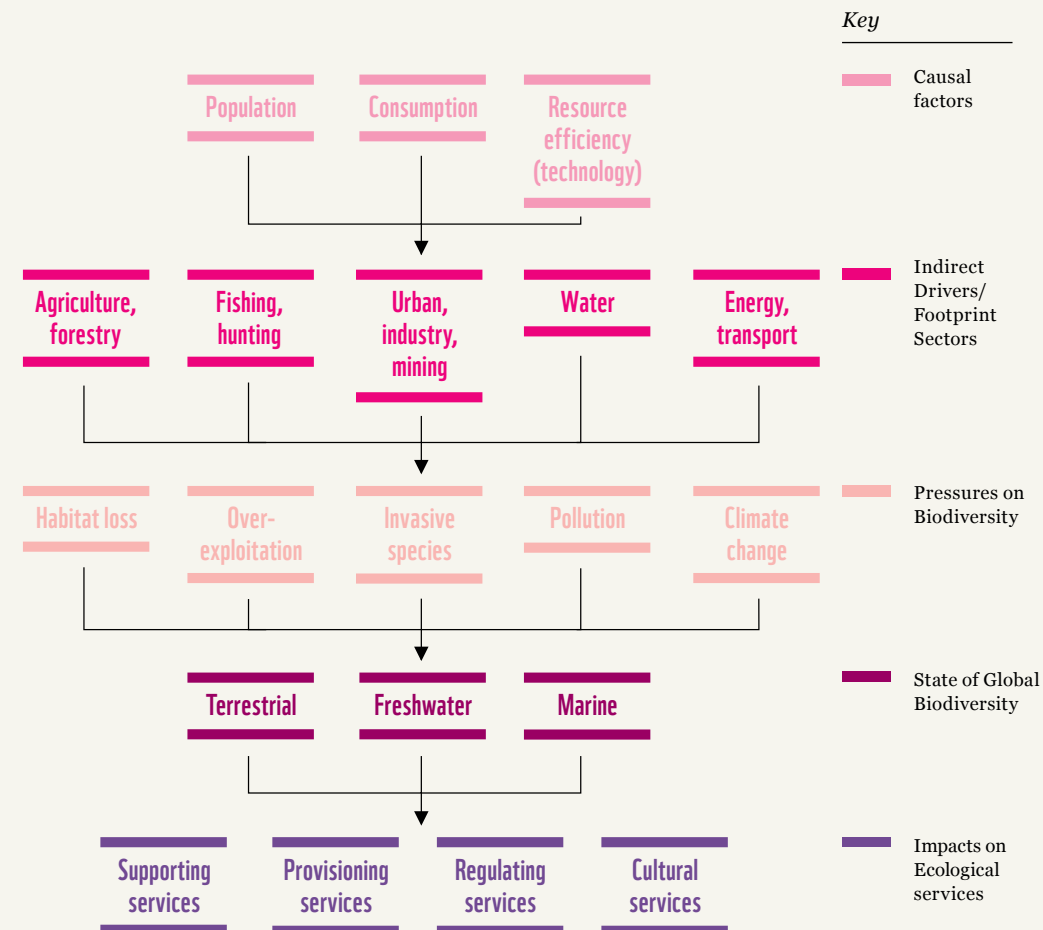 Key
Causal
factors
Population
Consumption
Resource
efficiency
(technology)
Indirect
Drivers/
Footprint
Sectors
Agriculture,
forestry
Fishing,
hunting
Urban,
industry,
mining
Water
Energy,
transport
Pressures on
Biodiversity
Habitat loss
Over-
exploitation
Invasive
species
Pollution
Climate
change
State of Global
Biodiversity
Terrestrial
Freshwater
Marine
Impacts on
Ecological
services
Supporting
services
Provisioning
services
Regulating
services
Cultural
services